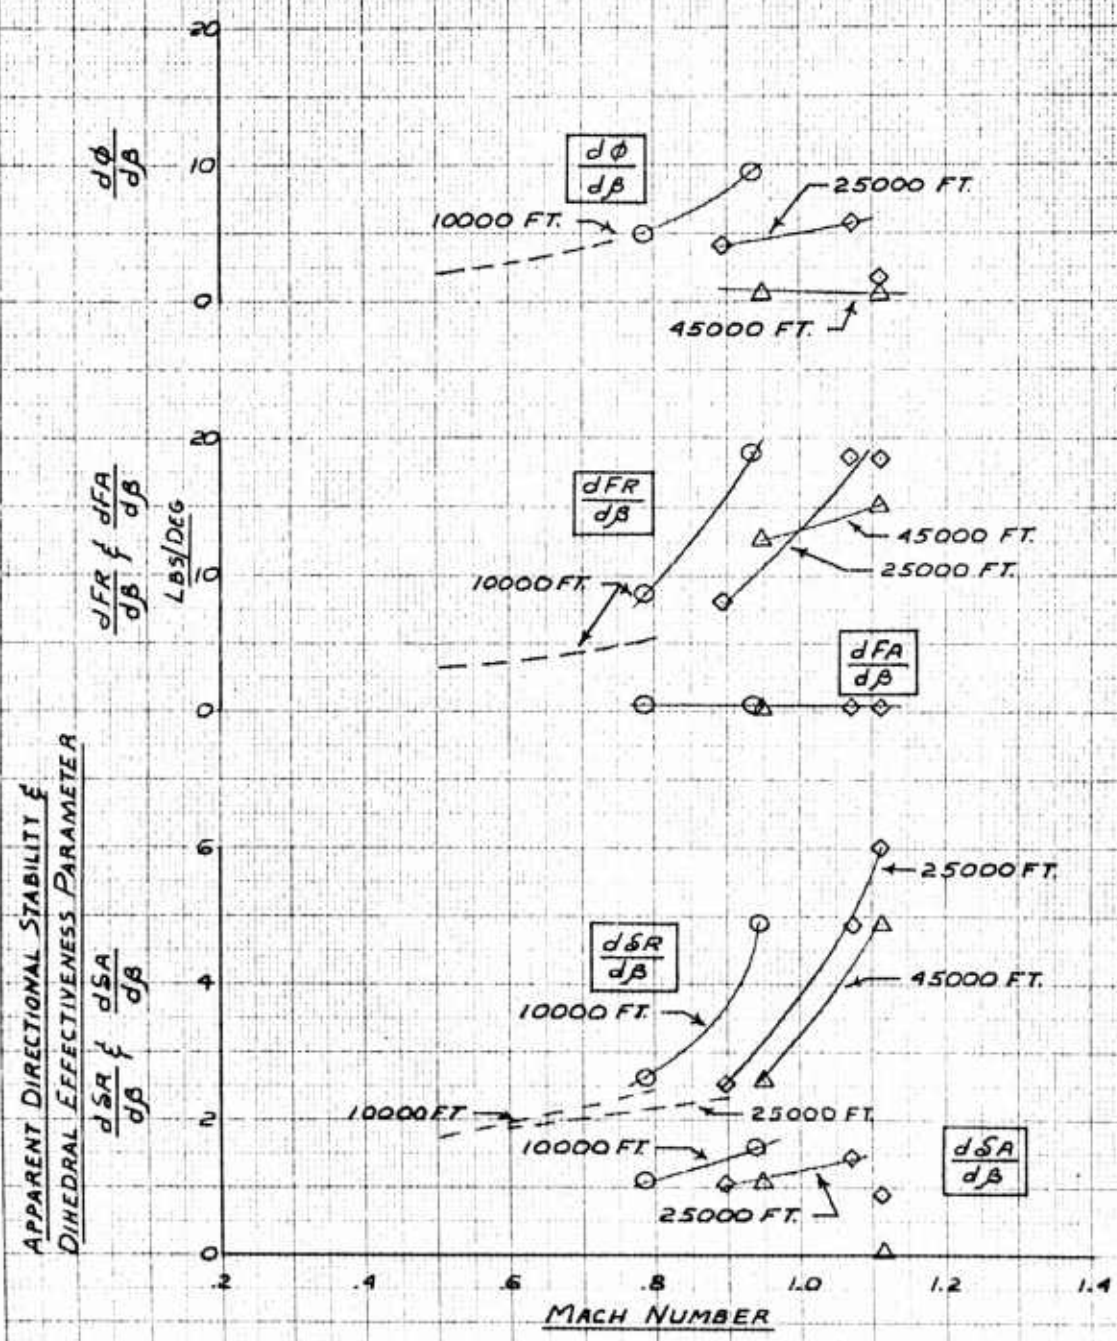 20
dφ
dβ
10
0
dφ
dβ
10000 FT.
25000 FT.
45000 FT.
dFR & dFA
dβ dβ
LBS/DEG
20
10
0
dFR
dβ
10000 FT.
45000 FT.
25000 FT.
dFA
dβ
APPARENT DIRECTIONAL STABILITY &
DIHEDRAL EFFECTIVENESS PARAMETER
dδR & dδA
dβ dβ
6
4
2
0
dδR
dβ
25000 FT.
45000 FT.
10000 FT.
10000 FT
25000 FT.
10000 FT.
25000 FT.
dδA
dβ
.2 .4 .6 .8 1.0 1.2 1.4
MACH NUMBER